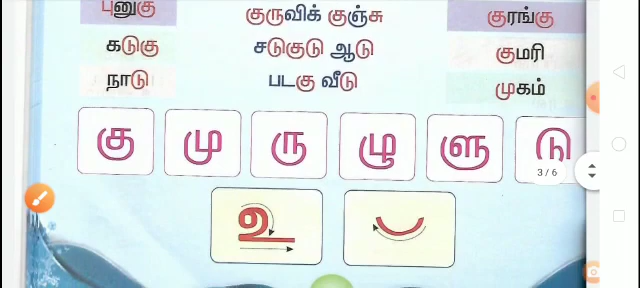 புனுகு குருவிக் குஞ்சு குரங்கு
கடுகு சடுகுடு ஆடு குமரி
நாடு படகு வீடு முகம்
கு மு ரு ழு ளு டு
3/6
உ